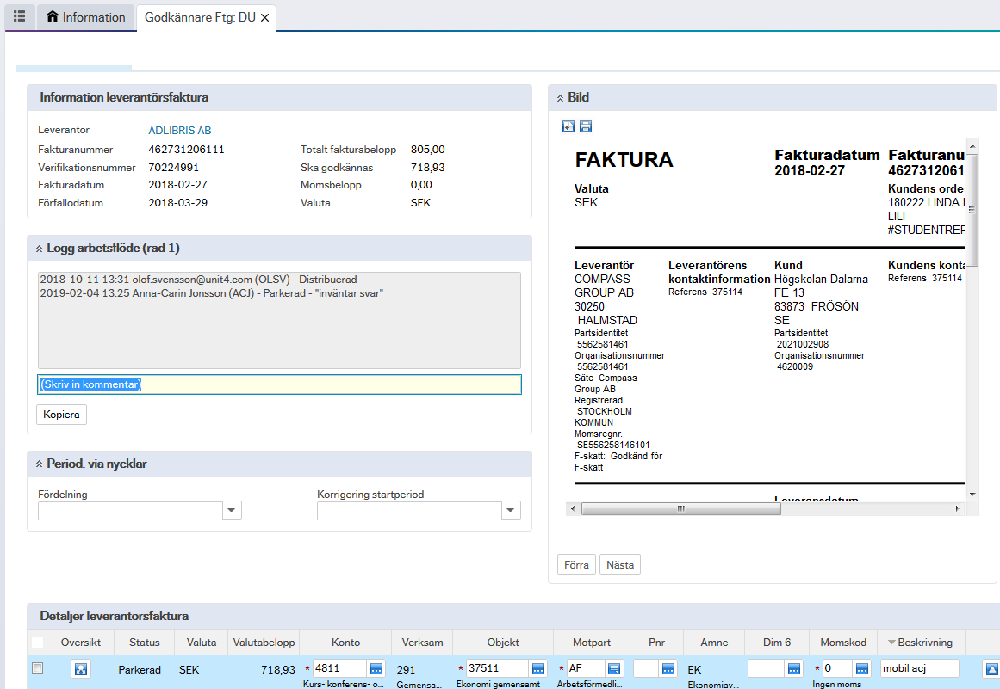 Information
Godkännare Ftg: DU
Information leverantörsfaktura
Leverantör ADLIBRIS AB
Fakturanummer 462731206111 Totalt fakturabelopp 805,00
Verifikationsnummer 70224991 Ska godkännas 718,93
Fakturadatum 2018-02-27 Momsbelopp 0,00
Förfallodatum 2018-03-29 Valuta SEK
Logg arbetsflöde (rad 1)
2018-10-11 13:31 olof.svensson@unit4.com (OLSV) - Distribuerad
2019-02-04 13:25 Anna-Carin Jonsson (ACJ) - Parkerad - "inväntar svar"
(Skriv in kommentar)
Kopiera
Period. via nycklar
Fördelning Korrigering startperiod
Bild
FAKTURA
Fakturadatum Fakturanu
2018-02-27 4627312061
Valuta
SEK
Kundens orde
180222 LINDA
LILI
#STUDENTREF
Leverantör
COMPASS
GROUP AB
30250
HALMSTAD
Partsidentitet
5562581461
Organisationsnummer
5562581461
Säte Compass
Group AB
Registrerad
STOCKHOLM
KOMMUN
Momsregnr.
SE556258146101
F-skatt: Godkänd för
F-skatt
Leverantörens
kontaktinformation
Referens 375114
Kund
Högskolan Dalarna
FE 13
83873 FRÖSÖN
SE
Partsidentitet
2021002908
Organisationsnummer
4620009
Kundens konta
Referens 375114
Leveransdatum
Förra Nästa
Detaljer leverantörsfaktura
Översikt Status Valuta Valutabelopp Konto Verksam Objekt Motpart Pnr Ämne Dim 6 Momskod Beskrivning
Parkerad SEK 718,93 * 4811 291 * 37511 * AF EK * 0 mobil acj
Kurs- konferens- o... Gemensa... Ekonomi gemensamt Arbetsförmedli... Ekonomiav... Ingen moms